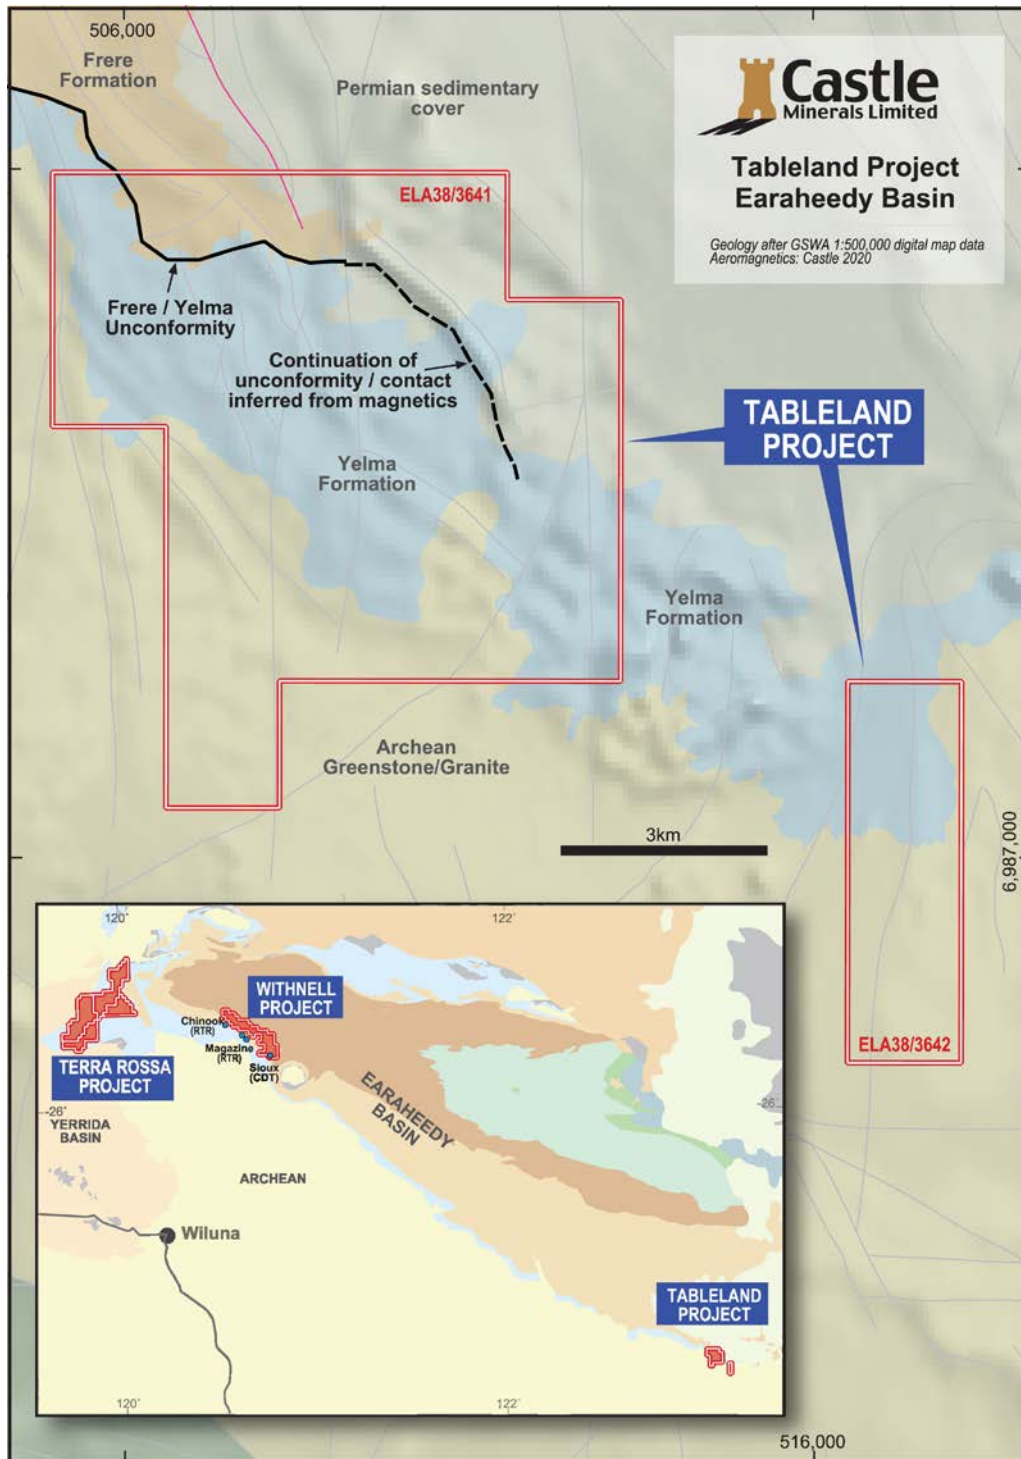 506,000
Frere
Formation
Permian sedimentary
cover
Castle
Minerals Limited
Tableland Project
Earaheedy Basin
Geology after GSWA 1:500,000 digital map data
Aeromagnetics: Castle 2020
ELA38/3641
Frere / Yelma
Unconformity
Continuation of
unconformity / contact
inferred from magnetics
TABLELAND
PROJECT
Yelma
Formation
Yelma
Formation
Archean
Greenstone/Granite
3km
6,987,000
ELA38/3642
120°
122°
WITHNELL
PROJECT
Chinook
(RTR)
Magazine
(RTR)
Sioux
(CDT)
TERRA ROSSA
PROJECT
EARAHEEDY
BASIN
-26°
-26°
YERRIDA
BASIN
ARCHEAN
Wiluna
TABLELAND
PROJECT
120°
122°
516,000